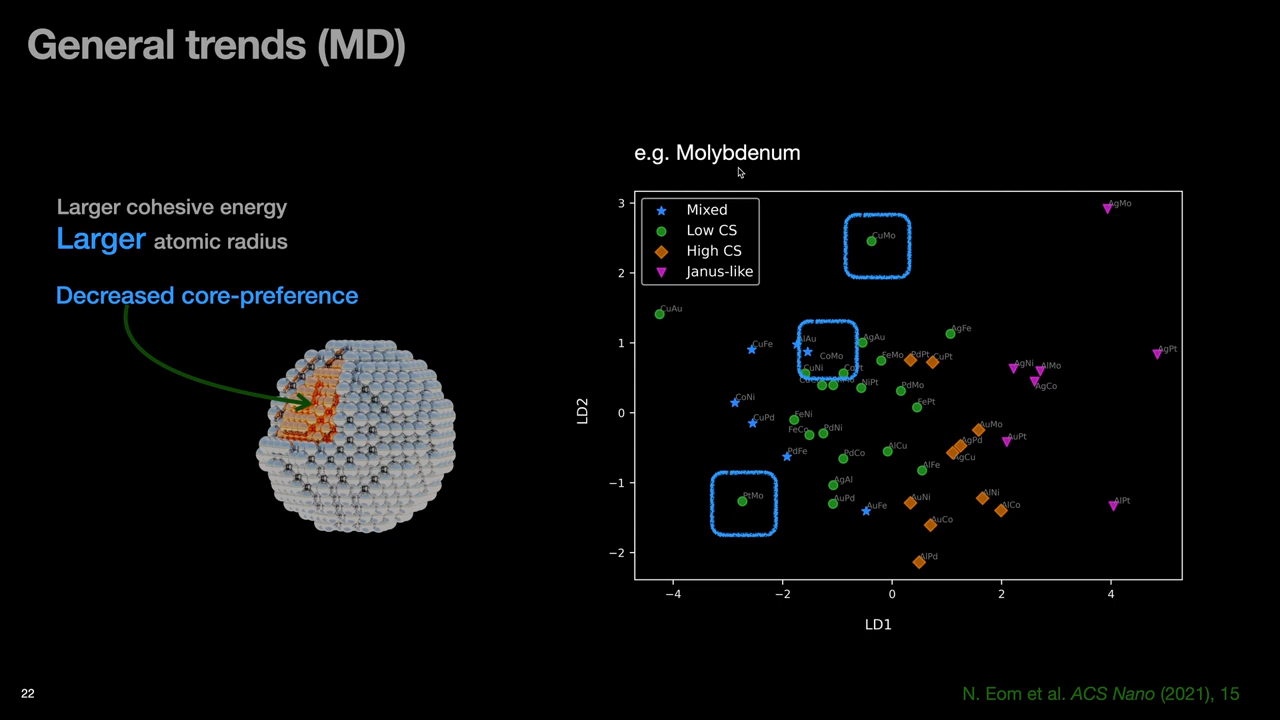 General trends (MD)
e.g. Molybdenum
Larger cohesive energy
Larger atomic radius
Decreased core-preference
Mixed
Low CS
High CS
Janus-like
3
2
1
0
−1
−2
LD2
−4
−2
0
2
4
LD1
AgMo
CuMo
CuAu
CuFe
AlAu
AgAu
AgFe
CoMo
FeMo
PdPt
CuPt
AgPt
CuNi
AgNi
AlMo
AgCo
NiPt
PdMo
CoNi
FePt
CuPd
FeNi
FeCo
PdNi
AuMo
AgPd
AuPt
AgCu
PdFe
PdCo
AlCu
AlFe
AgAl
PtMo
AuPd
AuFe
AuNi
AlNi
AlCo
AlPt
AuCo
AlPd
22
N. Eom et al. ACS Nano (2021), 15